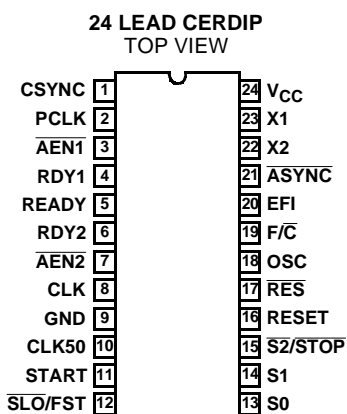 24 LEAD CERDIP
TOP VIEW
CSYNC 1 24 VCC
PCLK 2 23 X1
AEN1 3 22 X2
RDY1 4 21 ASYNC
READY 5 20 EFI
RDY2 6 19 F/C
AEN2 7 18 OSC
CLK 8 17 RES
GND 9 16 RESET
CLK50 10 15 S2/STOP
START 11 14 S1
SLO/FST 12 13 S0